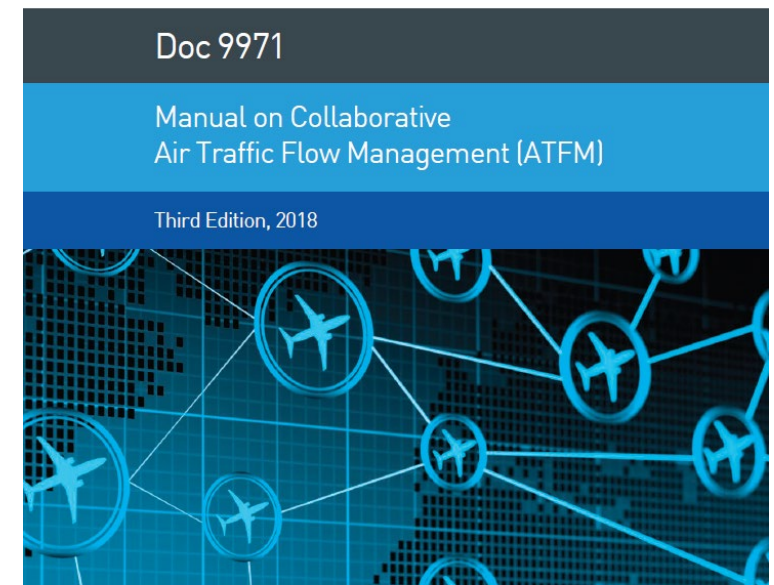 Doc 9971
Manual on Collaborative
Air Traffic Flow Management (ATFM)
Third Edition, 2018